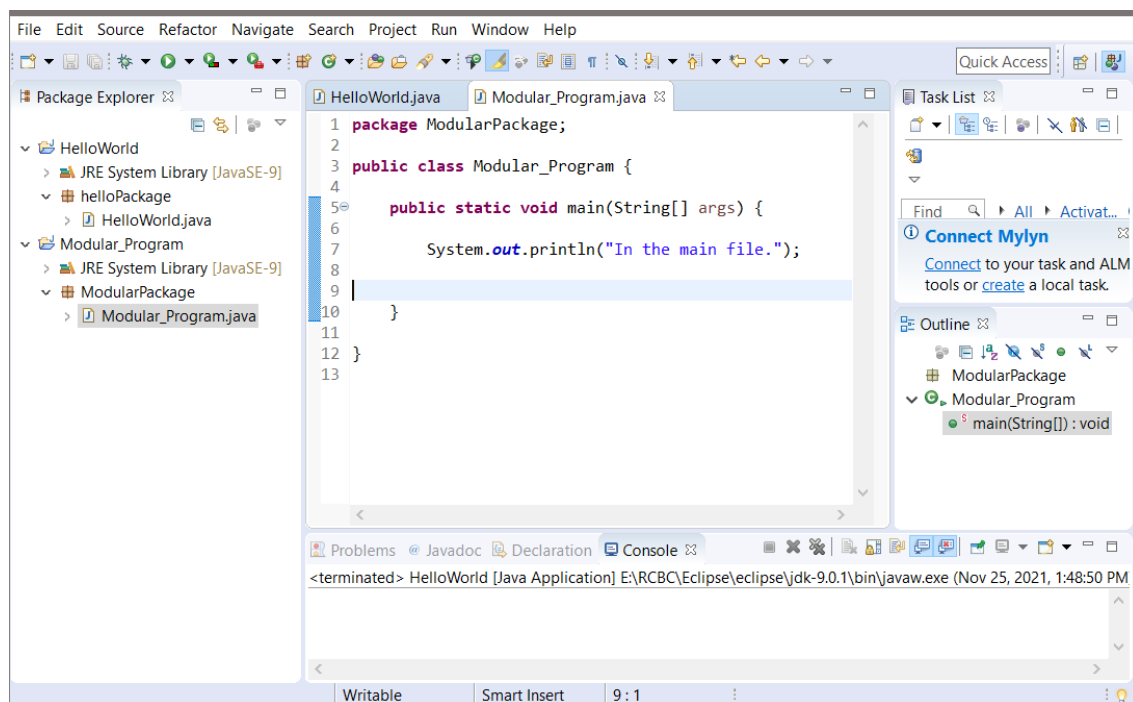 File Edit Source Refactor Navigate Search Project Run Window Help
Quick Access
Package Explorer
HelloWorld
JRE System Library [JavaSE-9]
helloPackage
HelloWorld.java
Modular_Program
JRE System Library [JavaSE-9]
ModularPackage
Modular_Program.java
HelloWorld.java Modular_Program.java
1 package ModularPackage;
2
3 public class Modular_Program {
4
5 public static void main(String[] args) {
6
7 System.out.println("In the main file.");
8
9
10 }
11
12 }
13
Task List
Find All Activat...
Connect Mylyn
Connect to your task and ALM
tools or create a local task.
Outline
ModularPackage
Modular_Program
main(String[]) : void
Problems Javadoc Declaration Console
<terminated> HelloWorld [Java Application] E:\RCBC\Eclipse\eclipse\jdk-9.0.1\bin\javaw.exe (Nov 25, 2021, 1:48:50 PM
Writable Smart Insert 9 : 1